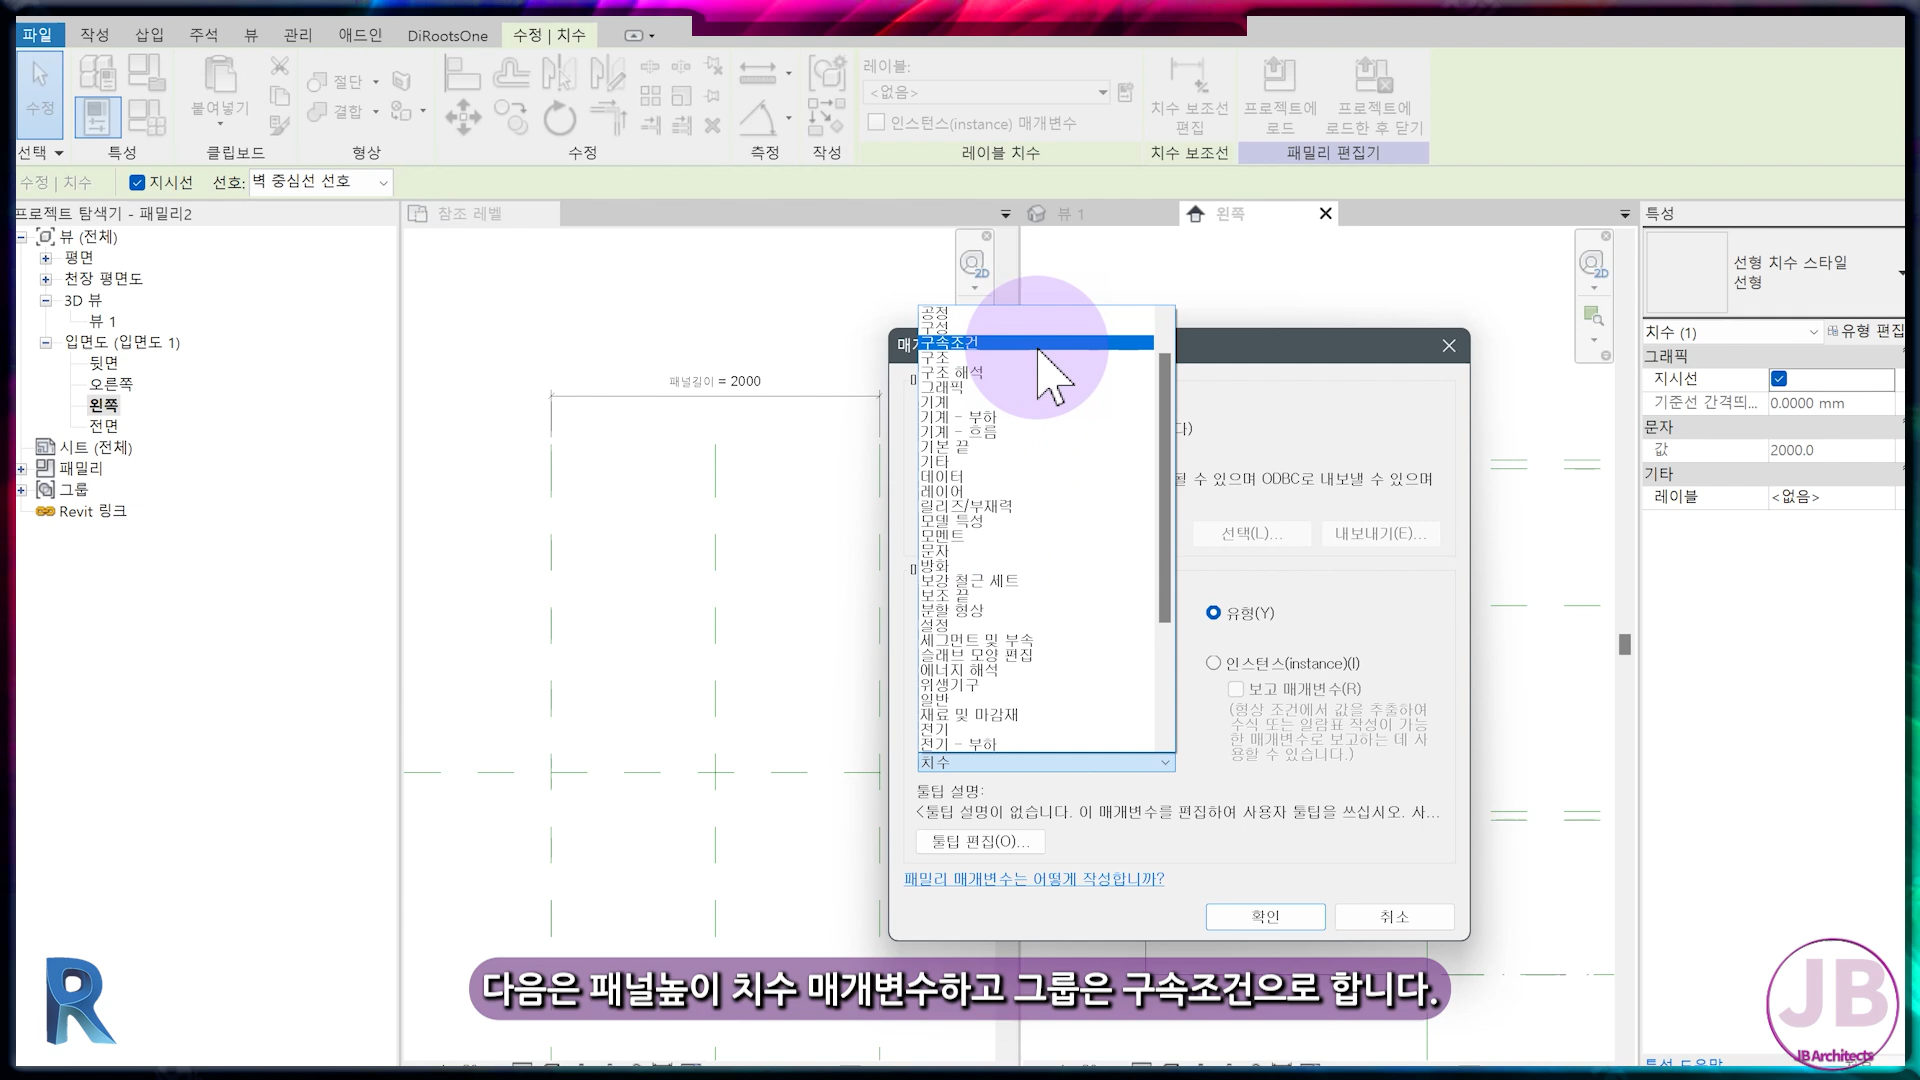 파일 작성 삽입 주석 뷰 관리 애드인 DiRootsOne 수정 | 치수
수정
절단
결합
붙여넣기
레이블:
<없음>
인스턴스(instance) 매개변수
치수 보조선
편집
프로젝트에
로드
프로젝트에
로드한 후 닫기
선택 특성 클립보드 형상 수정 측정 작성 레이블 치수 치수 보조선 패밀리 편집기
수정 | 치수 지시선 선호: 벽 중심선 선호
프로젝트 탐색기 - 패밀리2
뷰 (전체)
평면
천장 평면도
3D 뷰
뷰 1
입면도 (입면도 1)
뒷면
오른쪽
왼쪽
전면
시트 (전체)
패밀리
그룹
Revit 링크
참조 레벨
뷰 1
왼쪽
2D
패널길이 = 2000
2D
공정
구성
구속조건
구조
구조 해석
그래픽
기계
기계 - 부하
기계 - 흐름
기본 끝
기타
데이터
레이어
릴리즈/부재력
모델 특성
모멘트
문자
방화
보강 철근 세트
보조 끝
분할 형상
설정
세그먼트 및 부속
슬래브 모양 편집
에너지 해석
위생기구
일반
재료 및 마감재
전기
전기 - 부하
치수
될 수 있으며 ODBC로 내보낼 수 있으며
선택(L)...
내보내기(E)...
유형(Y)
인스턴스(instance)(I)
보고 매개변수(R)
(형상 조건에서 값을 추출하여
수식 또는 일람표 작성이 가능
한 매개변수로 보고하는 데 사
용할 수 있습니다.)
툴팁 설명:
<툴팁 설명이 없습니다. 이 매개변수를 편집하여 사용자 툴팁을 쓰십시오. 사...
툴팁 편집(O)...
패밀리 매개변수는 어떻게 작성합니까?
확인
취소
특성
선형 치수 스타일
선형
치수 (1)
유형 편집
그래픽
지시선
기준선 간격띄... 0.0000 mm
문자
값 2000.0
기타
레이블 <없음>
다음은 패널높이 치수 매개변수하고 그룹은 구속조건으로 합니다.
R
JB
JB Architects